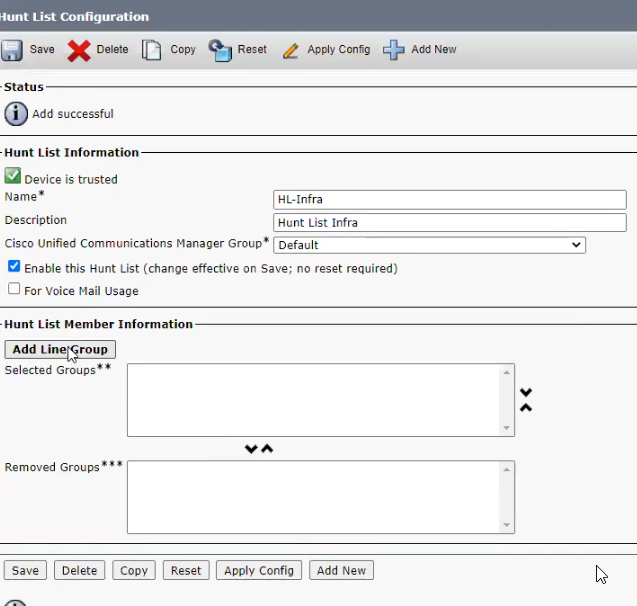 Hunt List Configuration
Save Delete Copy Reset Apply Config Add New
Status
i Add successful
Hunt List Information
Device is trusted
Name* HL-Infra
Description Hunt List Infra
Cisco Unified Communications Manager Group* Default
Enable this Hunt List (change effective on Save; no reset required)
For Voice Mail Usage
Hunt List Member Information
Add Line Group
Selected Groups**
Removed Groups***
Save Delete Copy Reset Apply Config Add New